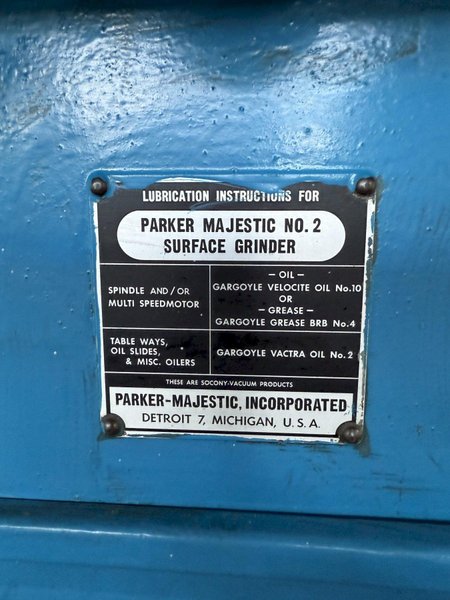 LUBRICATION INSTRUCTIONS FOR
PARKER MAJESTIC NO. 2
SURFACE GRINDER
SPINDLE AND/OR
MULTI SPEEDMOTOR
— OIL —
GARGOYLE VELOCITE OIL No.10
OR
— GREASE —
GARGOYLE GREASE BRB No.4
TABLE WAYS,
OIL SLIDES,
& MISC. OILERS
GARGOYLE VACTRA OIL No.2
THESE ARE SOCONY-VACUUM PRODUCTS
PARKER-MAJESTIC, INCORPORATED
DETROIT 7, MICHIGAN, U.S.A.